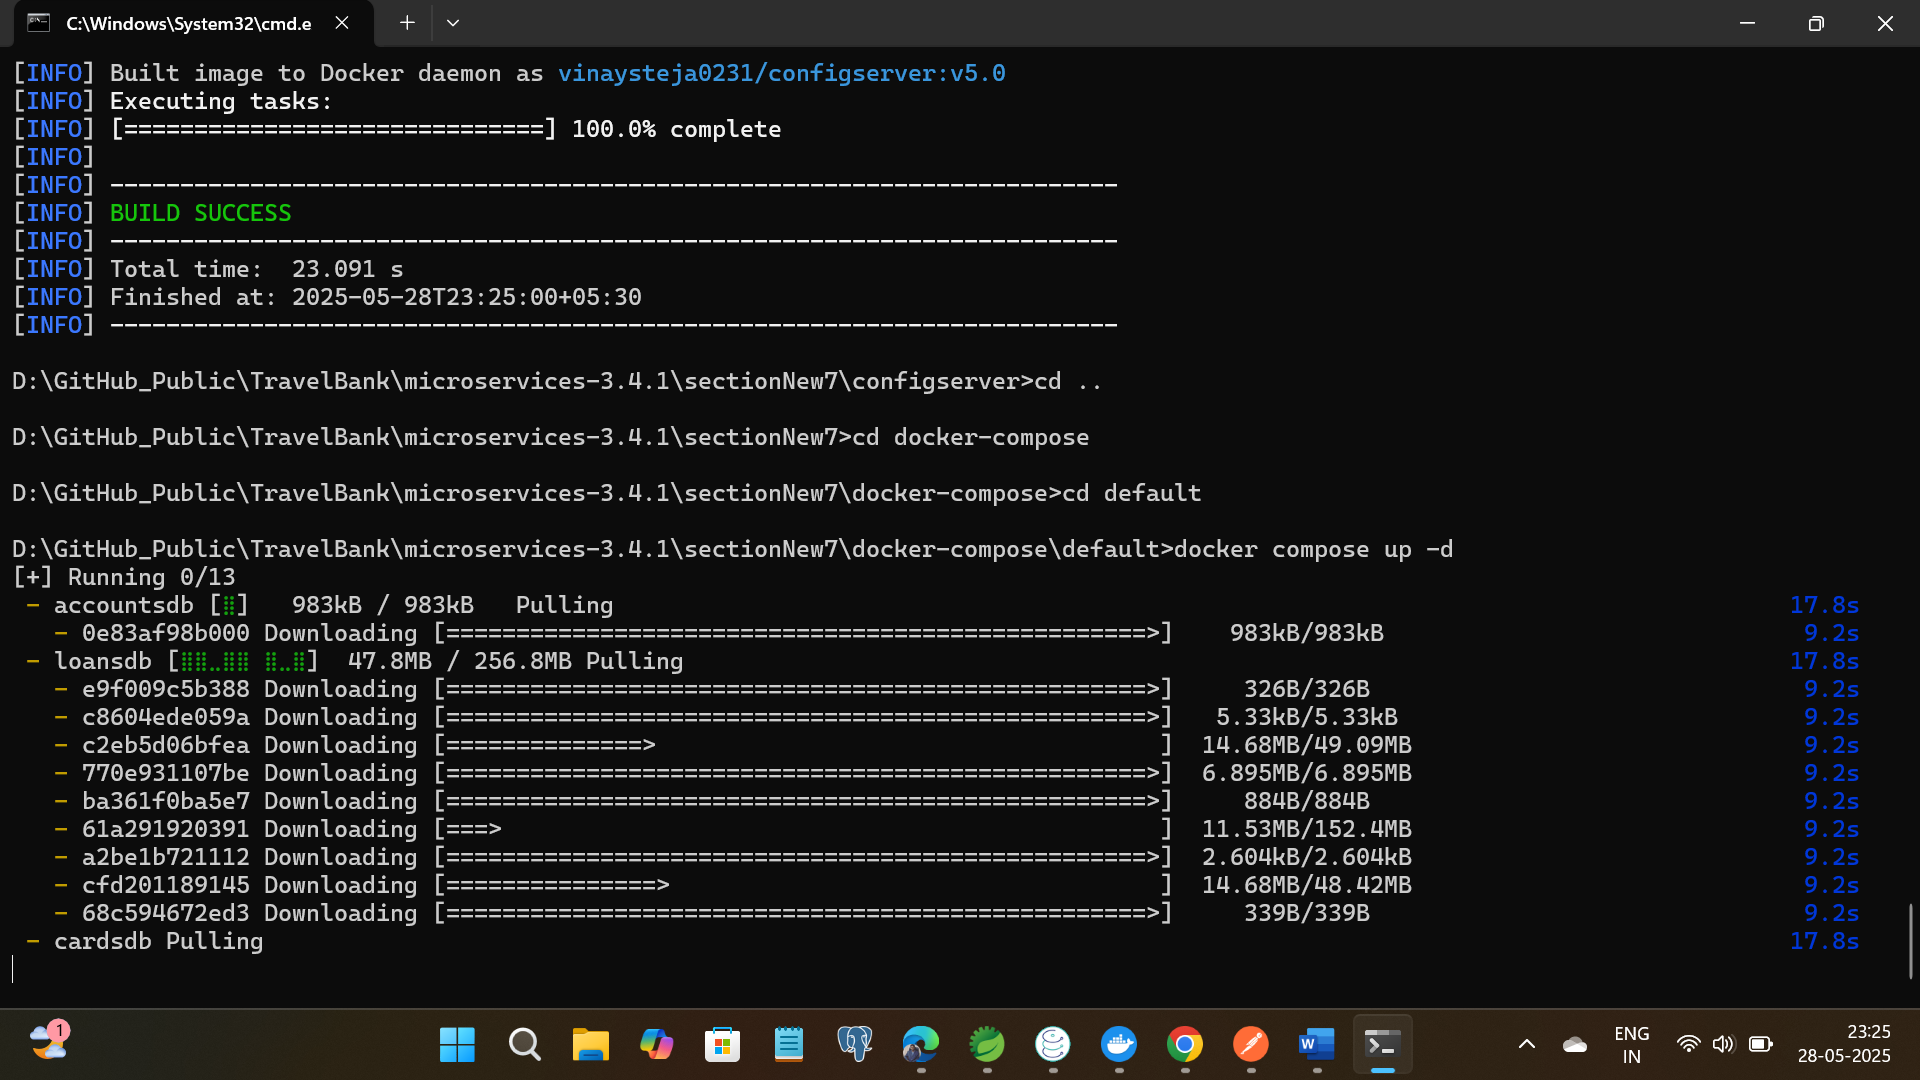 C:\Windows\System32\cmd.e
[INFO] Built image to Docker daemon as vinaysteja0231/configserver:v5.0
[INFO] Executing tasks:
[INFO] [==============================] 100.0% complete
[INFO]
[INFO] ------------------------------------------------------------------------
[INFO] BUILD SUCCESS
[INFO] ------------------------------------------------------------------------
[INFO] Total time:  23.091 s
[INFO] Finished at: 2025-05-28T23:25:00+05:30
[INFO] ------------------------------------------------------------------------
D:\GitHub_Public\TravelBank\microservices-3.4.1\sectionNew7\configserver>cd ..
D:\GitHub_Public\TravelBank\microservices-3.4.1\sectionNew7>cd docker-compose
D:\GitHub_Public\TravelBank\microservices-3.4.1\sectionNew7\docker-compose>cd default
D:\GitHub_Public\TravelBank\microservices-3.4.1\sectionNew7\docker-compose\default>docker compose up -d
[+] Running 0/13
- accountsdb [⣿] 983kB / 983kB Pulling 17.8s
- 0e83af98b000 Downloading [==================================================>] 983kB/983kB 9.2s
- loansdb [⣿⣿⣀⣿⣿ ⣿⣀⣿] 47.8MB / 256.8MB Pulling 17.8s
- e9f009c5b388 Downloading [==================================================>] 326B/326B 9.2s
- c8604ede059a Downloading [==================================================>] 5.33kB/5.33kB 9.2s
- c2eb5d06bfea Downloading [==============> ] 14.68MB/49.09MB 9.2s
- 770e931107be Downloading [==================================================>] 6.895MB/6.895MB 9.2s
- ba361f0ba5e7 Downloading [==================================================>] 884B/884B 9.2s
- 61a291920391 Downloading [===> ] 11.53MB/152.4MB 9.2s
- a2be1b721112 Downloading [==================================================>] 2.604kB/2.604kB 9.2s
- cfd201189145 Downloading [===============> ] 14.68MB/48.42MB 9.2s
- 68c594672ed3 Downloading [==================================================>] 339B/339B 9.2s
- cardsdb Pulling 17.8s
1
W
ENG
IN
23:25
28-05-2025